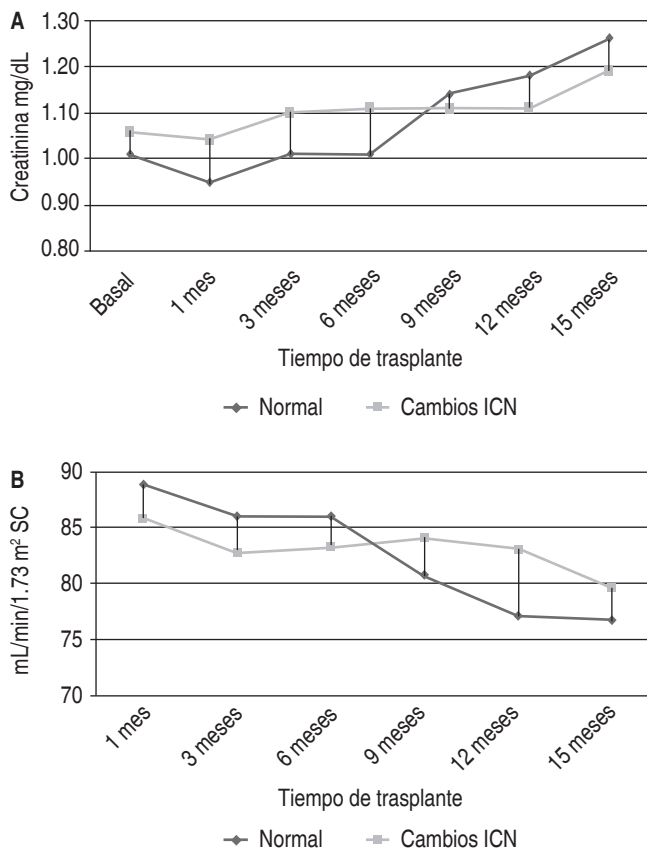 A
Creatinina mg/dL
1.30
1.20
1.10
1.00
0.90
0.80
Basal
1 mes
3 meses
6 meses
9 meses
12 meses
15 meses
Tiempo de trasplante
Normal
Cambios ICN
B
mL/min/1.73 m² SC
90
85
80
75
70
1 mes
3 meses
6 meses
9 meses
12 meses
15 meses
Tiempo de trasplante
Normal
Cambios ICN